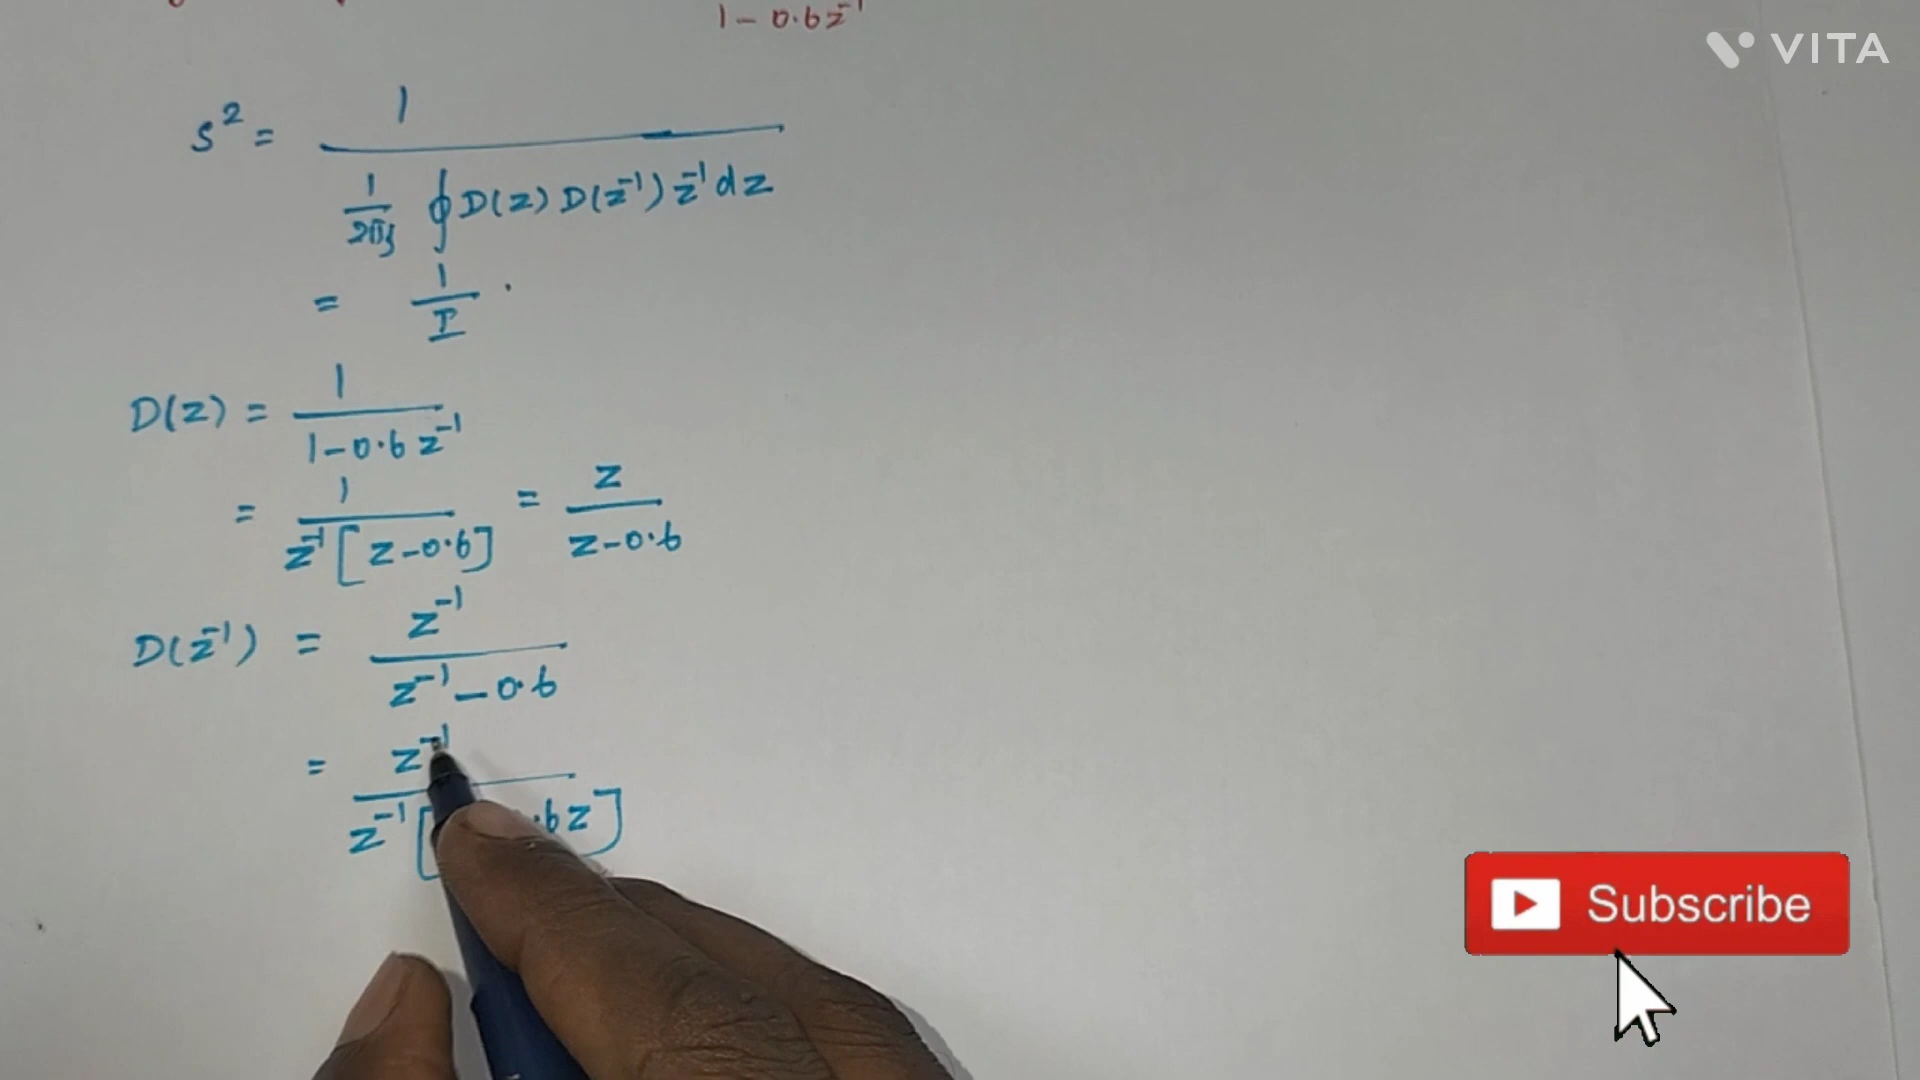 1 - 0.6z⁻¹
VITA
S² = 1
1/2πj ∮ D(z) D(z⁻¹) z⁻¹ dz
= 1/I .
D(z) = 1/(1 - 0.6 z⁻¹)
= 1/(z⁻¹[z - 0.6]) = z/(z - 0.6)
D(z⁻¹) = z⁻¹/(z⁻¹ - 0.6)
= z⁻¹
z⁻¹[ .6z]
Subscribe